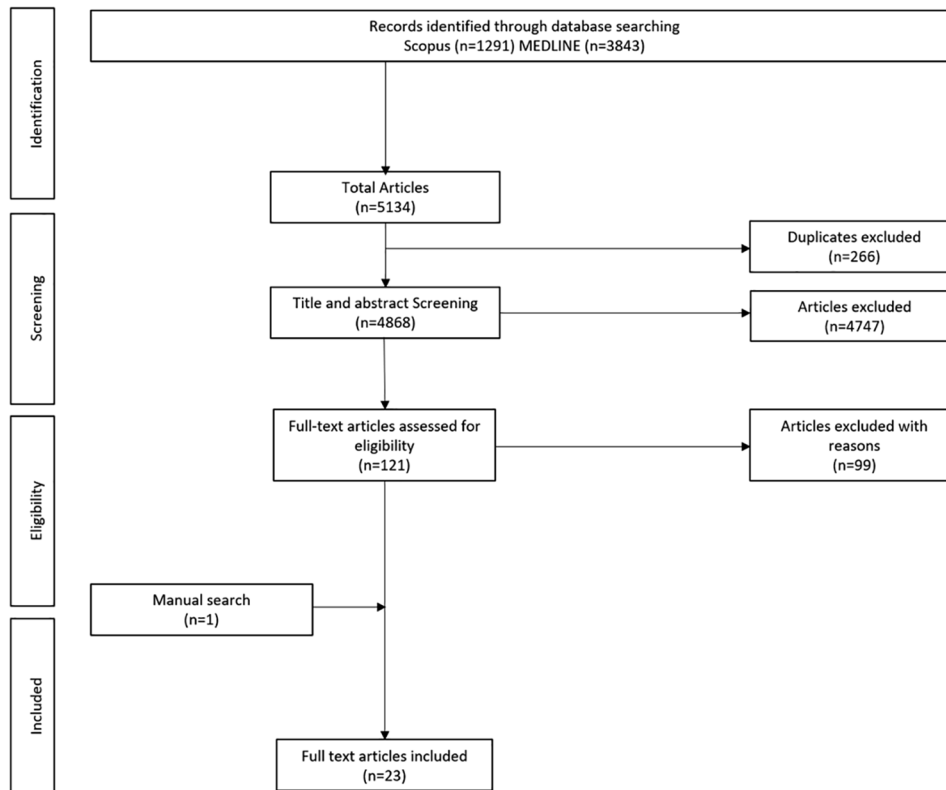 Identification
Records identified through database searching
Scopus (n=1291) MEDLINE (n=3843)
Total Articles
(n=5134)
Screening
Duplicates excluded
(n=266)
Title and abstract Screening
(n=4868)
Articles excluded
(n=4747)
Eligibility
Full-text articles assessed for
eligibility
(n=121)
Articles excluded with
reasons
(n=99)
Manual search
(n=1)
Included
Full text articles included
(n=23)